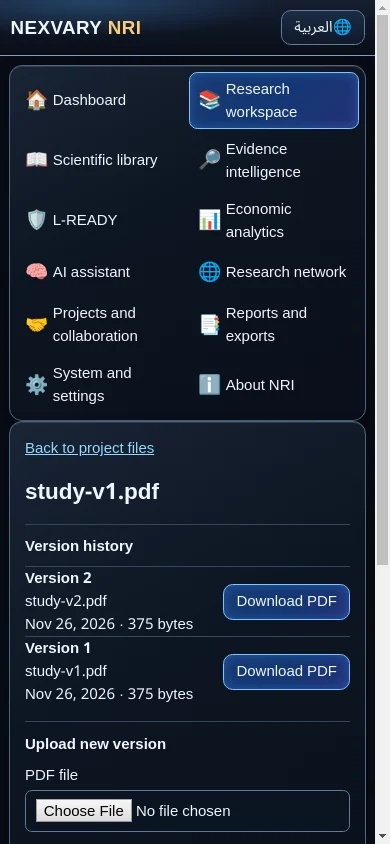 NEXVARY NRI
العربية
Dashboard
Research
workspace
Scientific library
Evidence
intelligence
L-READY
Economic
analytics
AI assistant
Research network
Projects and
collaboration
Reports and
exports
System and
settings
About NRI
Back to project files
study-v1.pdf
Version history
Version 2
study-v2.pdf
Nov 26, 2026 · 375 bytes
Download PDF
Version 1
study-v1.pdf
Nov 26, 2026 · 375 bytes
Download PDF
Upload new version
PDF file
Choose File No file chosen